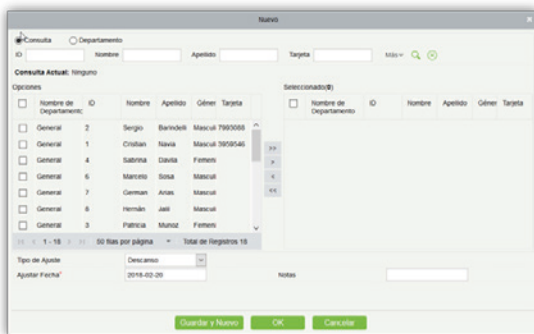 Nuevo
Consulta Departamento
ID Nombre Apellido Tarjeta Más
Consulta Actual: Ninguno
Opciones Seleccionado(0)
Nombre de Departamento ID Nombre Apellido Géner Tarjeta Nombre de Departamento ID Nombre Apellido Géner Tarjeta
General 2 Sergio Barindelli Masculi 7993088
General 1 Cristian Navia Masculi 3959546
General 4 Sabrina Davila Femeni
General 6 Marcelo Sosa Masculi
General 7 German Arias Masculi
General 8 Hernán Jalil Masculi
General 3 Patricia Munoz Femeni
>>
>
<
<<
1 - 18 50 filas por página Total de Registros 18
Tipo de Ajuste Descanso
Ajustar Fecha* 2016-02-26 Notas
Guardar y Nuevo OK Cancelar